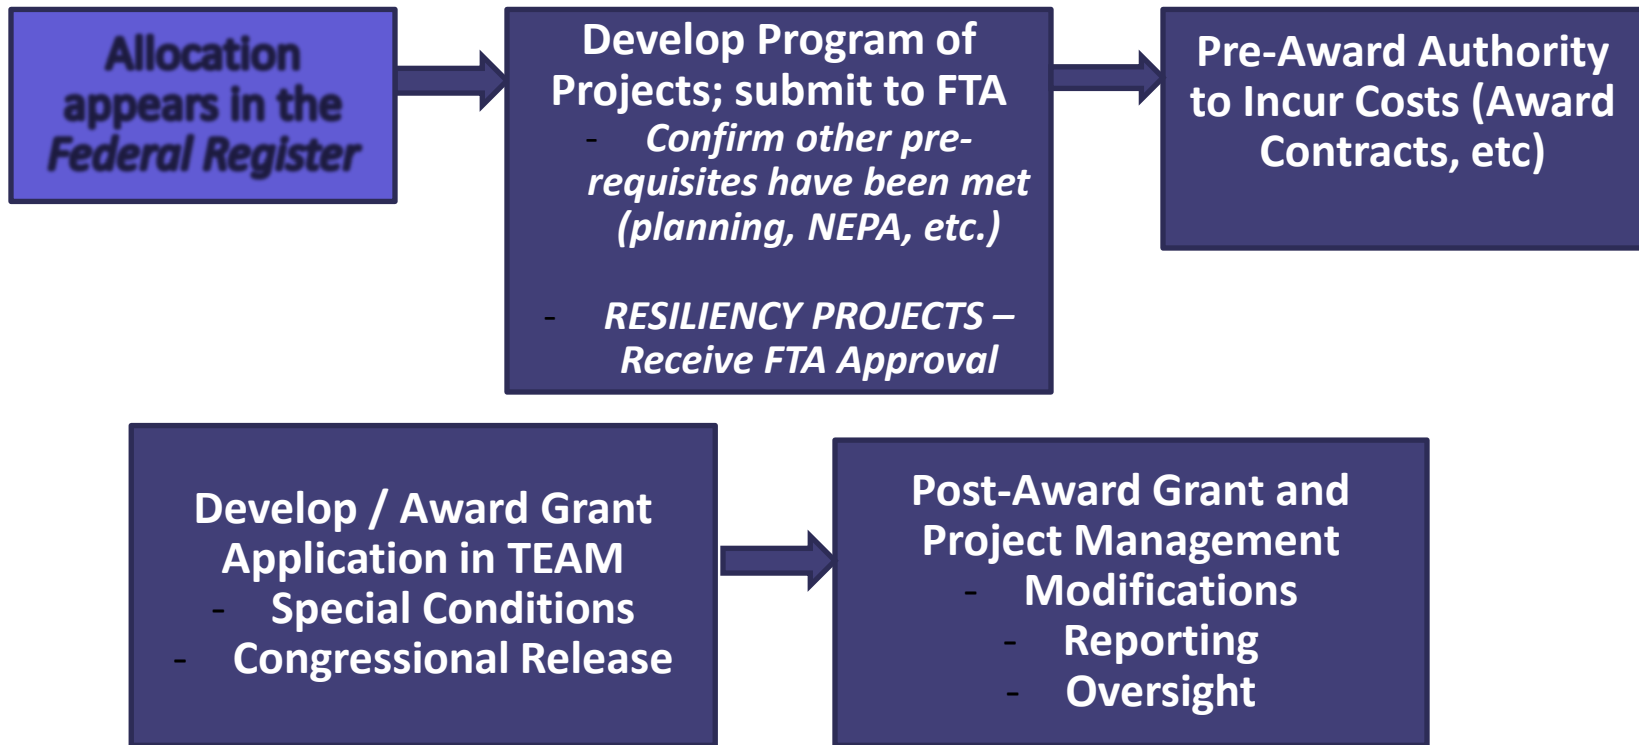 Allocation
appears in the
Federal Register
Develop Program of
Projects; submit to FTA
- Confirm other pre-
requisites have been met
(planning, NEPA, etc.)
- RESILIENCY PROJECTS –
Receive FTA Approval
Pre-Award Authority
to Incur Costs (Award
Contracts, etc)
Develop / Award Grant
Application in TEAM
- Special Conditions
- Congressional Release
Post-Award Grant and
Project Management
- Modifications
- Reporting
- Oversight